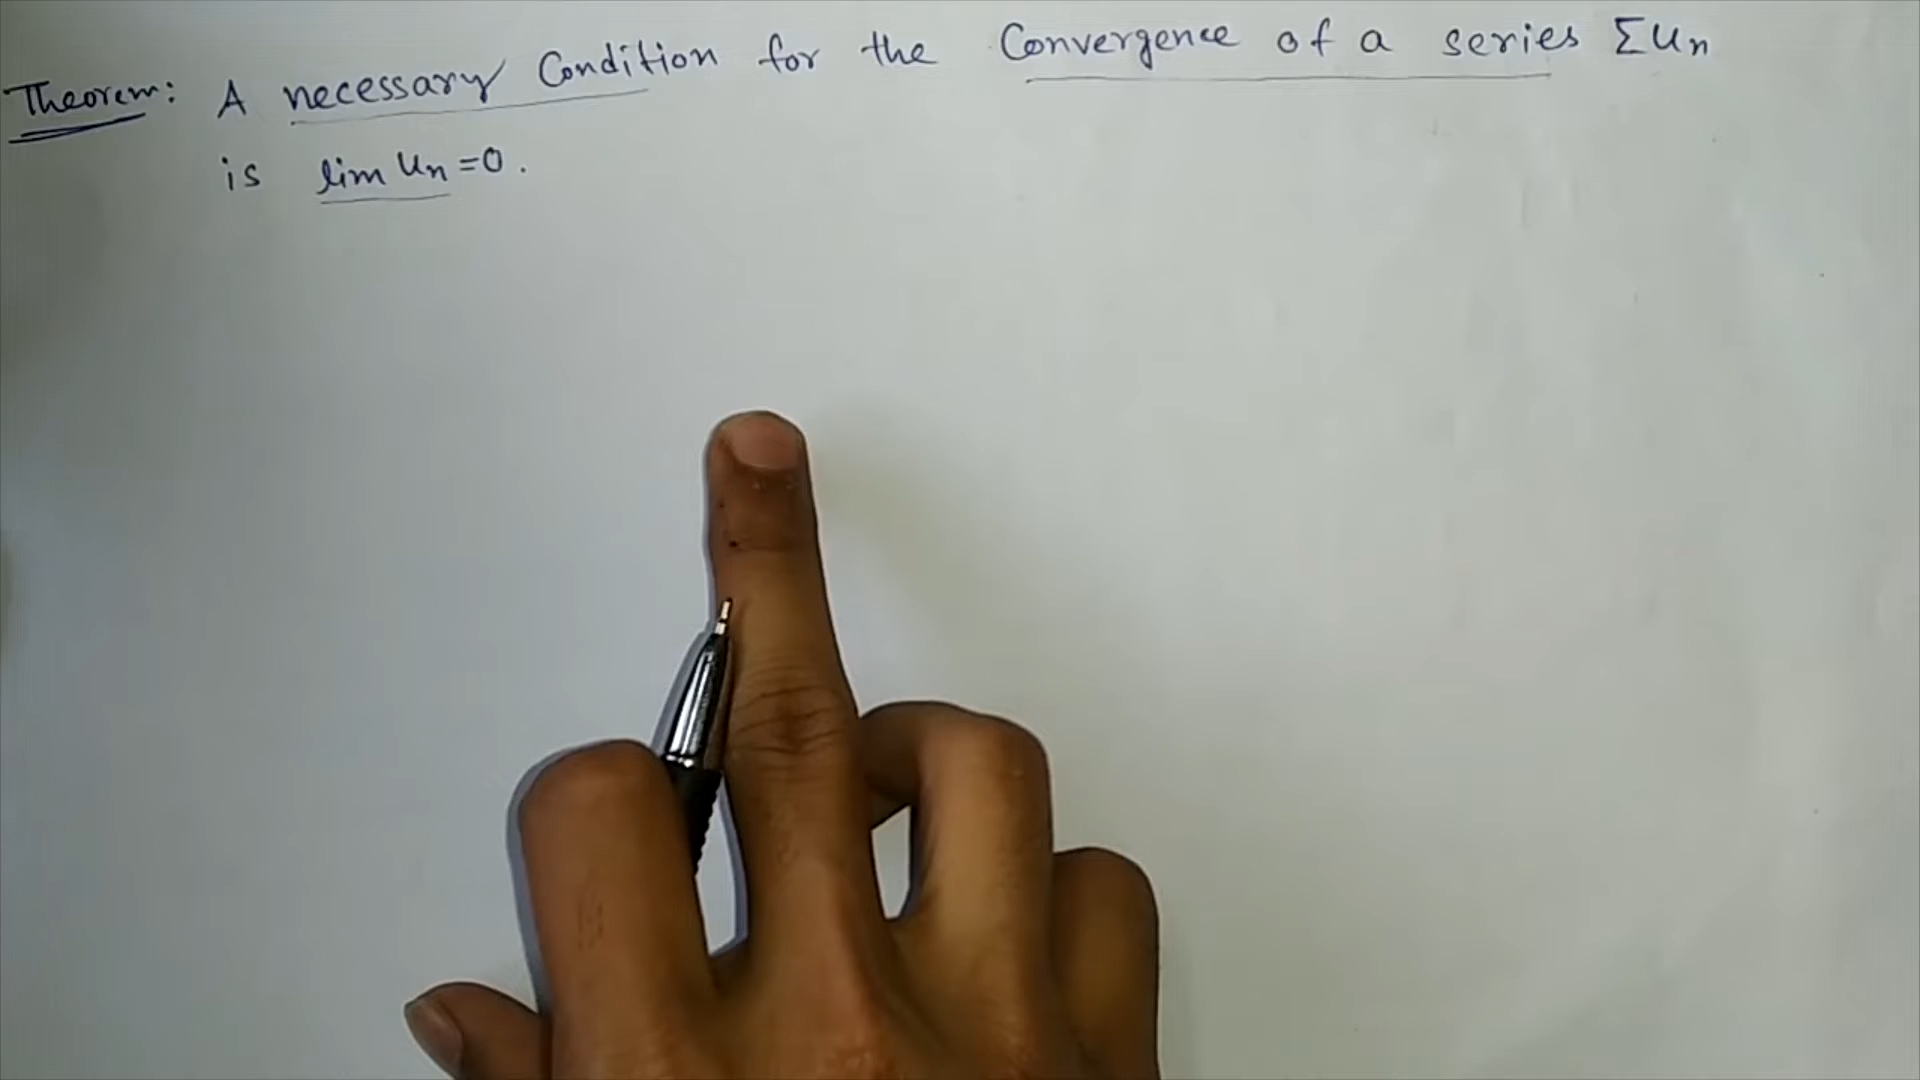 Theorem: A necessary Condition for the Convergence of a series Σun
is lim un =0.